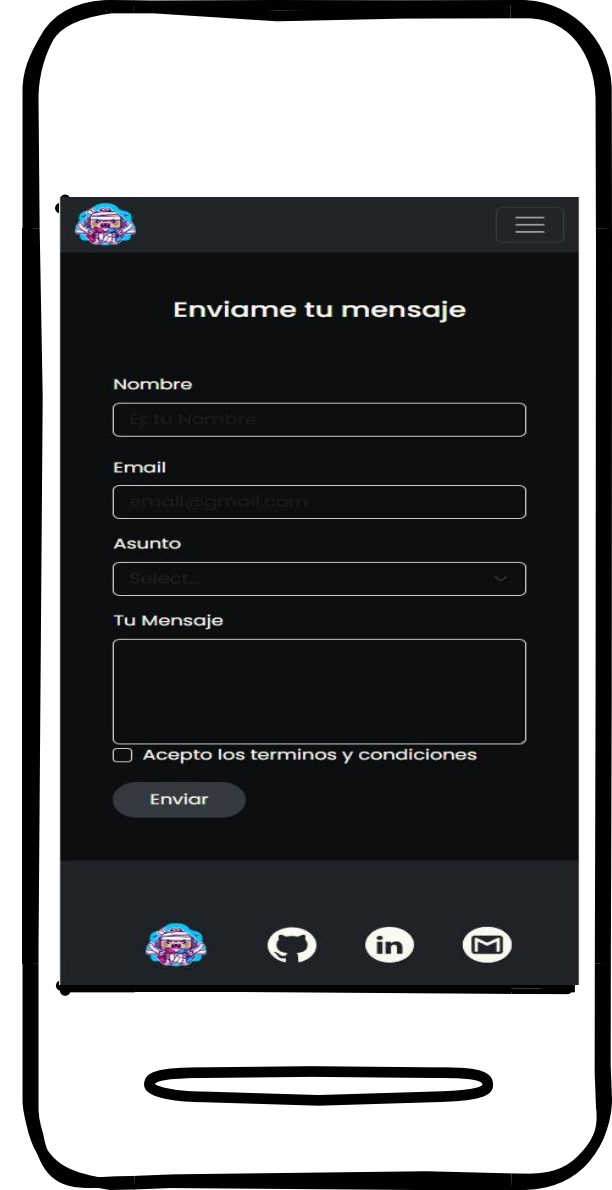 Enviame tu mensaje
Nombre
Ej: tu Nombre
Email
email@gmail.com
Asunto
Select...
Tu Mensaje
Acepto los terminos y condiciones
Enviar
in